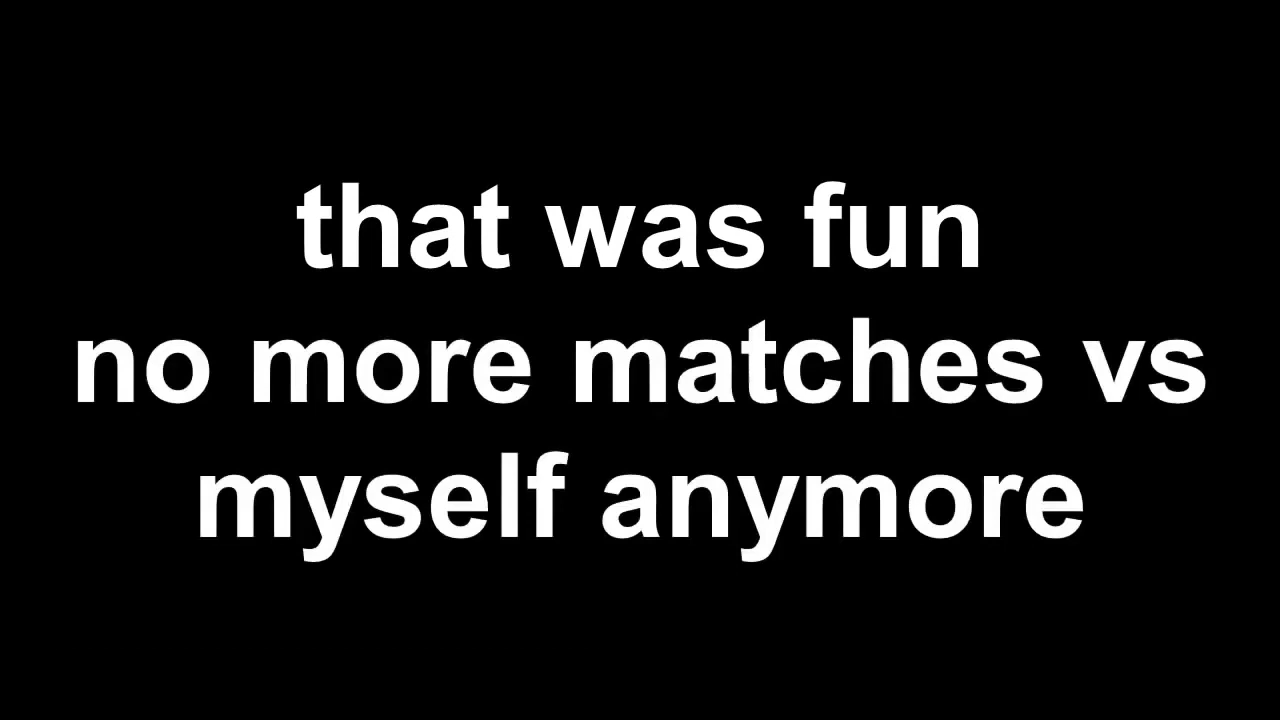 that was fun
no more matches vs
myself anymore